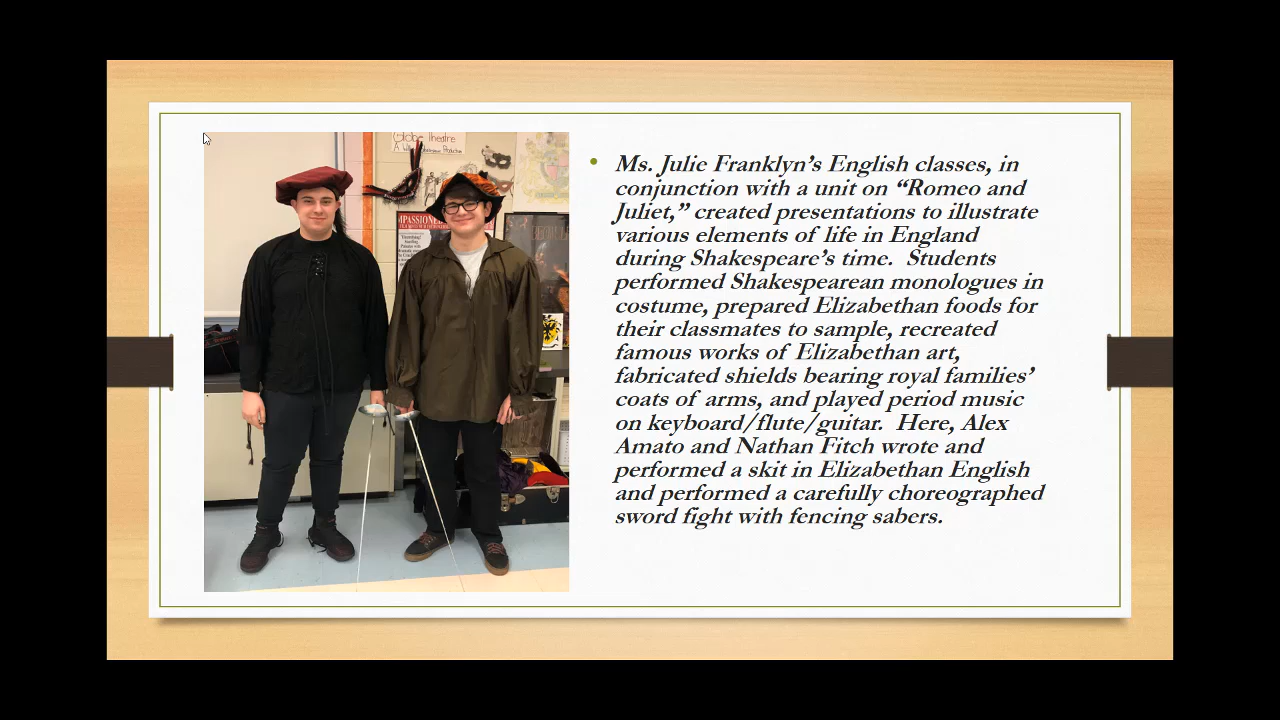 Globe Theatre
Ms. Julie Franklyn’s English classes, in
conjunction with a unit on “Romeo and
Juliet,” created presentations to illustrate
various elements of life in England
during Shakespeare’s time.  Students
performed Shakespearean monologues in
costume, prepared Elizabethan foods for
their classmates to sample, recreated
famous works of Elizabethan art,
fabricated shields bearing royal families’
coats of arms, and played period music
on keyboard/flute/guitar.  Here, Alex
Amato and Nathan Fitch wrote and
performed a skit in Elizabethan English
and performed a carefully choreographed
sword fight with fencing sabers.